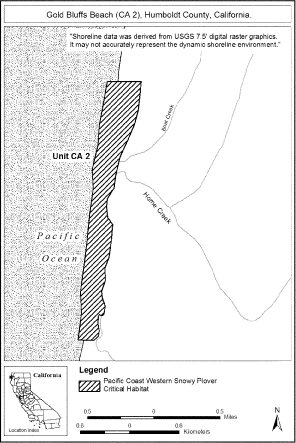 Gold Bluffs Beach (CA 2), Humboldt County, California.
"Shoreline data was derived from USGS 7.5' digital raster graphics.
It may not accurately represent the dynamic shoreline environment."
Boat Creek
Unit CA 2
Home Creek
Pacific
Ocean
California
Location Index
Legend
Pacific Coast Western Snowy Plover
Critical Habitat
N
0.5 0 0.5 Miles
0.8 0 0.8 Kilometers